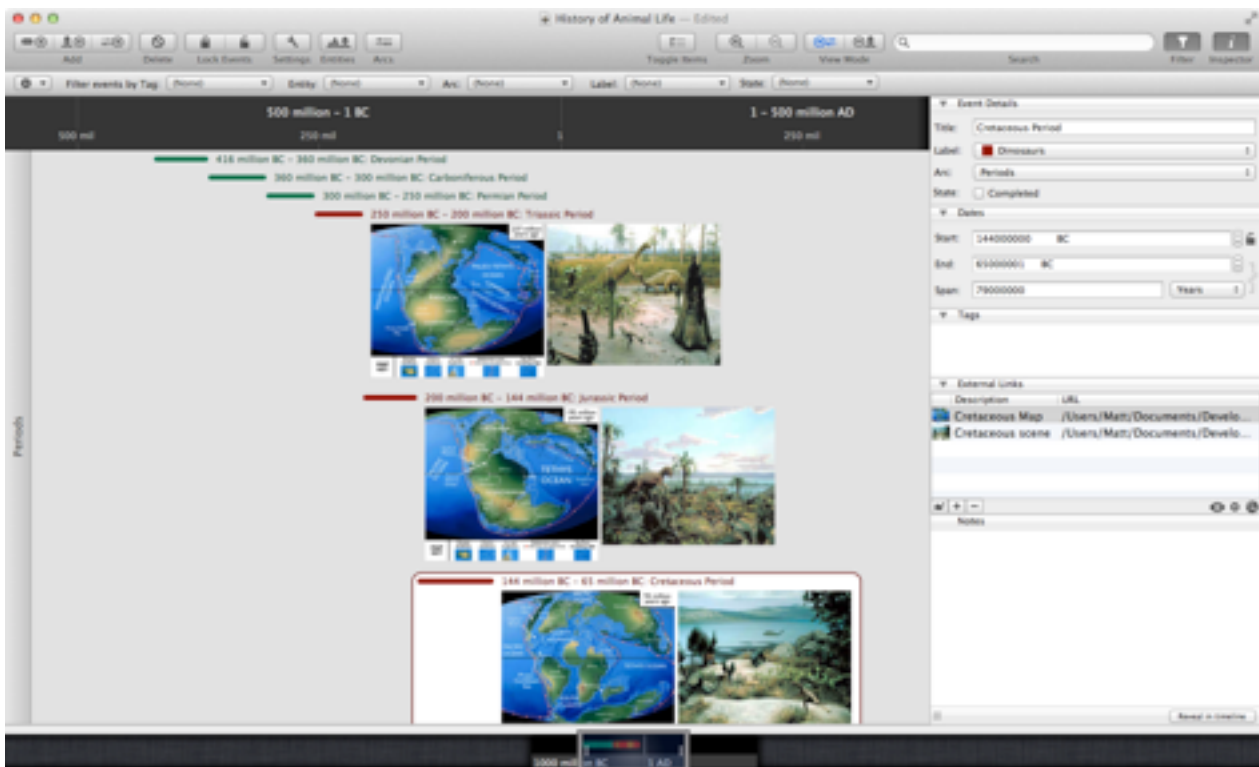 History of Animal Life — Edited
Add Delete Lock Events Settings Entities Arcs Toggle Items Zoom View Mode Search Filter Inspector
Filter events by Tag: (None) Entity: (None) Arc: (None) Label: (None) State: (None)
500 million – 1 BC 1 – 500 million AD
500 mil 250 mil 1 250 mil
416 million BC – 360 million BC: Devonian Period
360 million BC – 300 million BC: Carboniferous Period
300 million BC – 250 million BC: Permian Period
250 million BC – 200 million BC: Triassic Period
200 million BC – 144 million BC: Jurassic Period
TETHYS
OCEAN
144 million BC – 65 million BC: Cretaceous Period
Periods
Event Details
Title: Cretaceous Period
Label: Dinosaurs
Arc: Periods
State: Completed
Dates
Start: 144000000 BC
End: 65000001 BC
Span: 79000000 Years
Tags
External Links
Description URL
Cretaceous Map /Users/Matt/Documents/Develo...
Cretaceous scene /Users/Matt/Documents/Develo...
Notes
Reveal in timeline
1000 million BC 1 AD